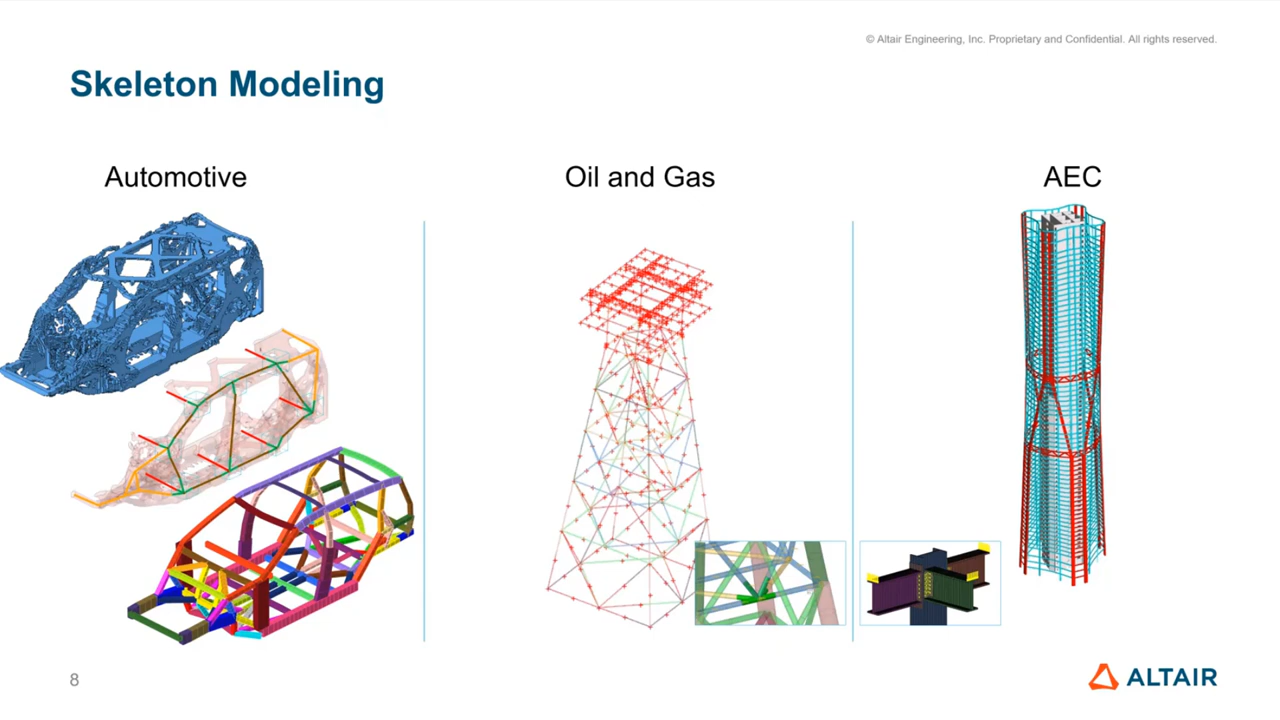 © Altair Engineering, Inc. Proprietary and Confidential. All rights reserved.
Skeleton Modeling
Automotive
Oil and Gas
AEC
8
ALTAIR